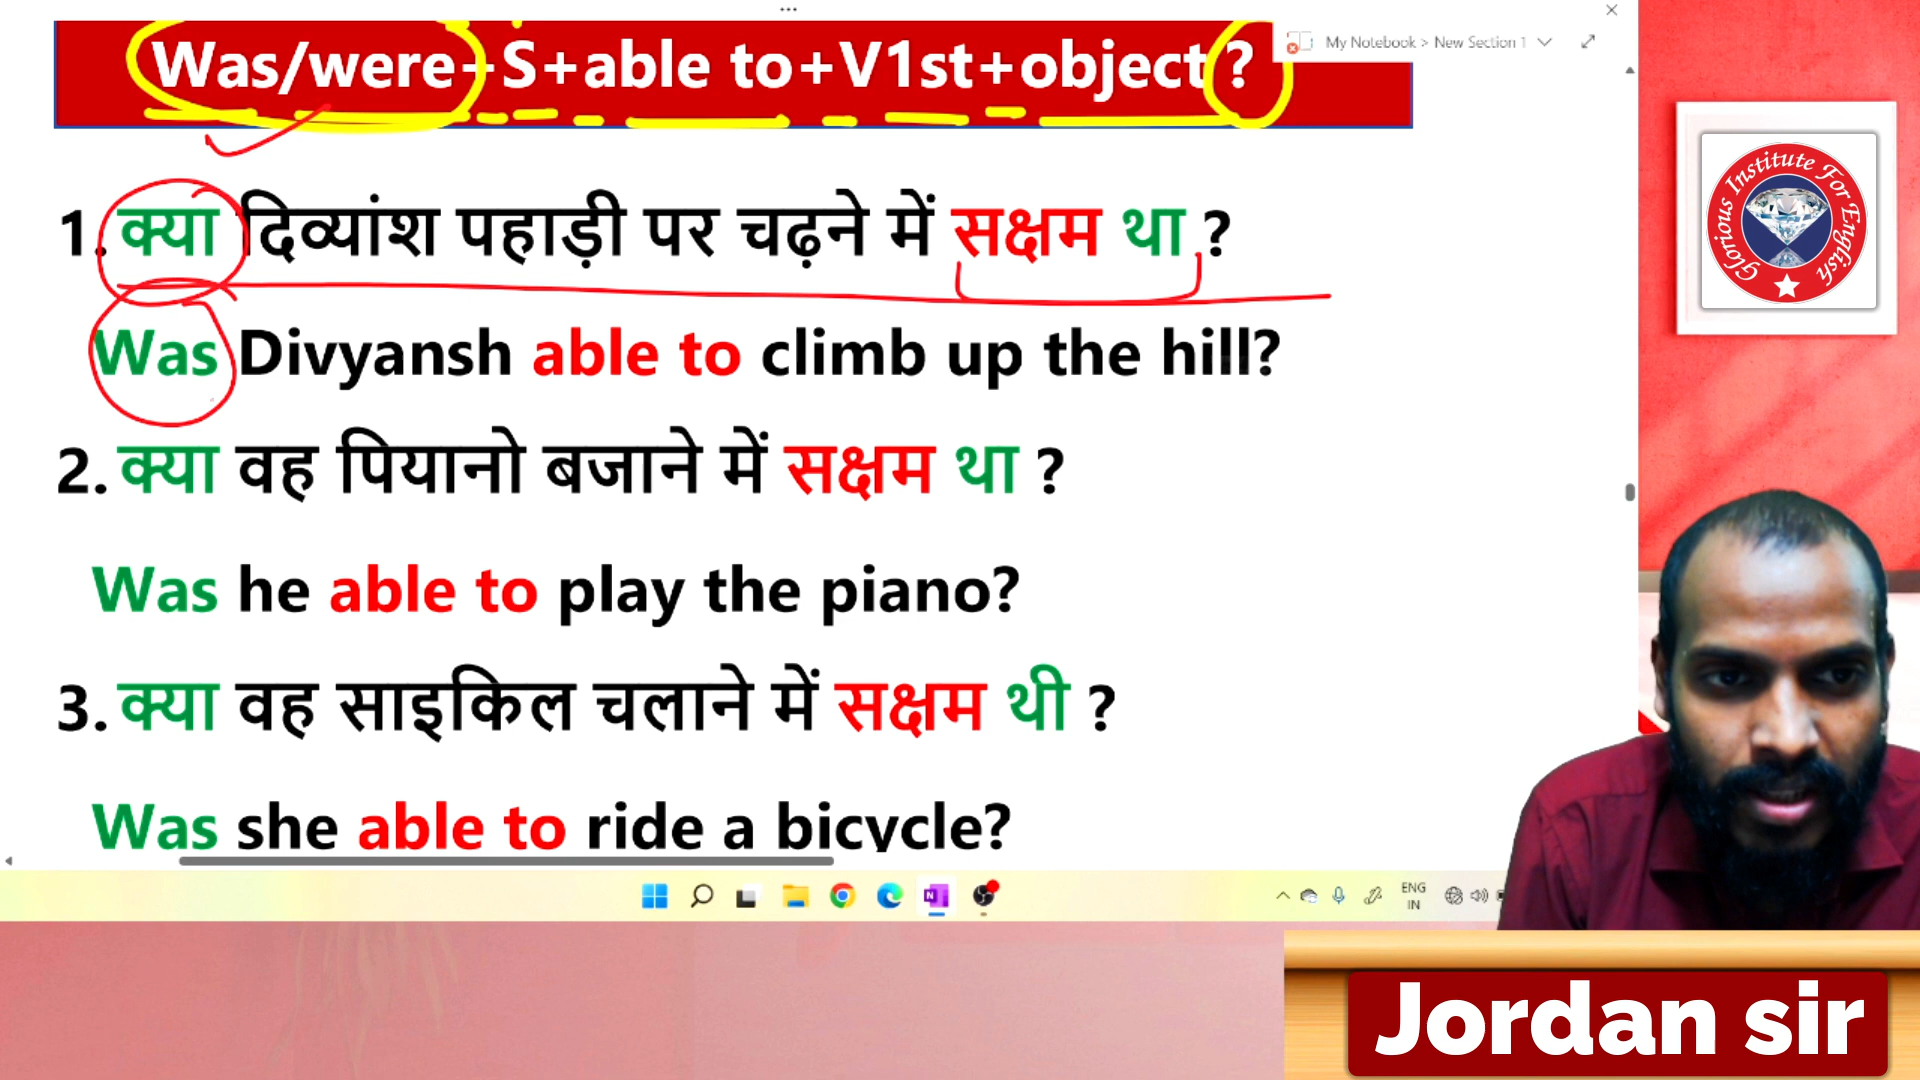 Was/were+S+able to+V1st+object ?
My Notebook > New Section 1
1. क्या दिव्यांश पहाड़ी पर चढ़ने में सक्षम था ?
Was Divyansh able to climb up the hill?
2. क्या वह पियानो बजाने में सक्षम था ?
Was he able to play the piano?
3. क्या वह साइकिल चलाने में सक्षम थी ?
Was she able to ride a bicycle?
Glorious Institute For English
ENG
IN
Jordan sir